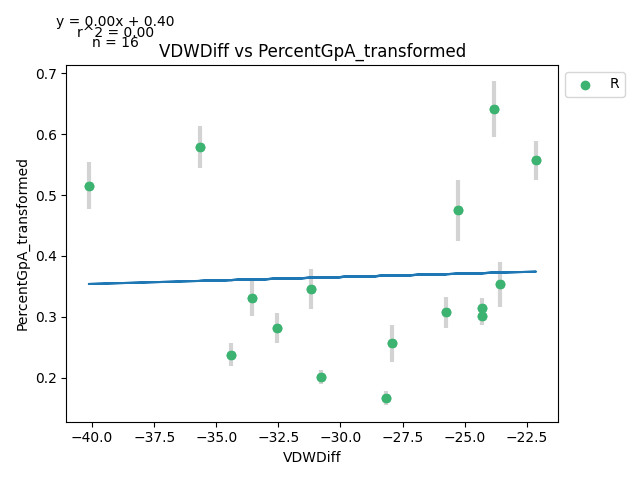 y = 0.00x + 0.40
r^2 = 0.00
n = 16
VDWDiff vs PercentGpA_transformed
R
PercentGpA_transformed
0.7
0.6
0.5
0.4
0.3
0.2
−40.0 −37.5 −35.0 −32.5 −30.0 −27.5 −25.0 −22.5
VDWDiff